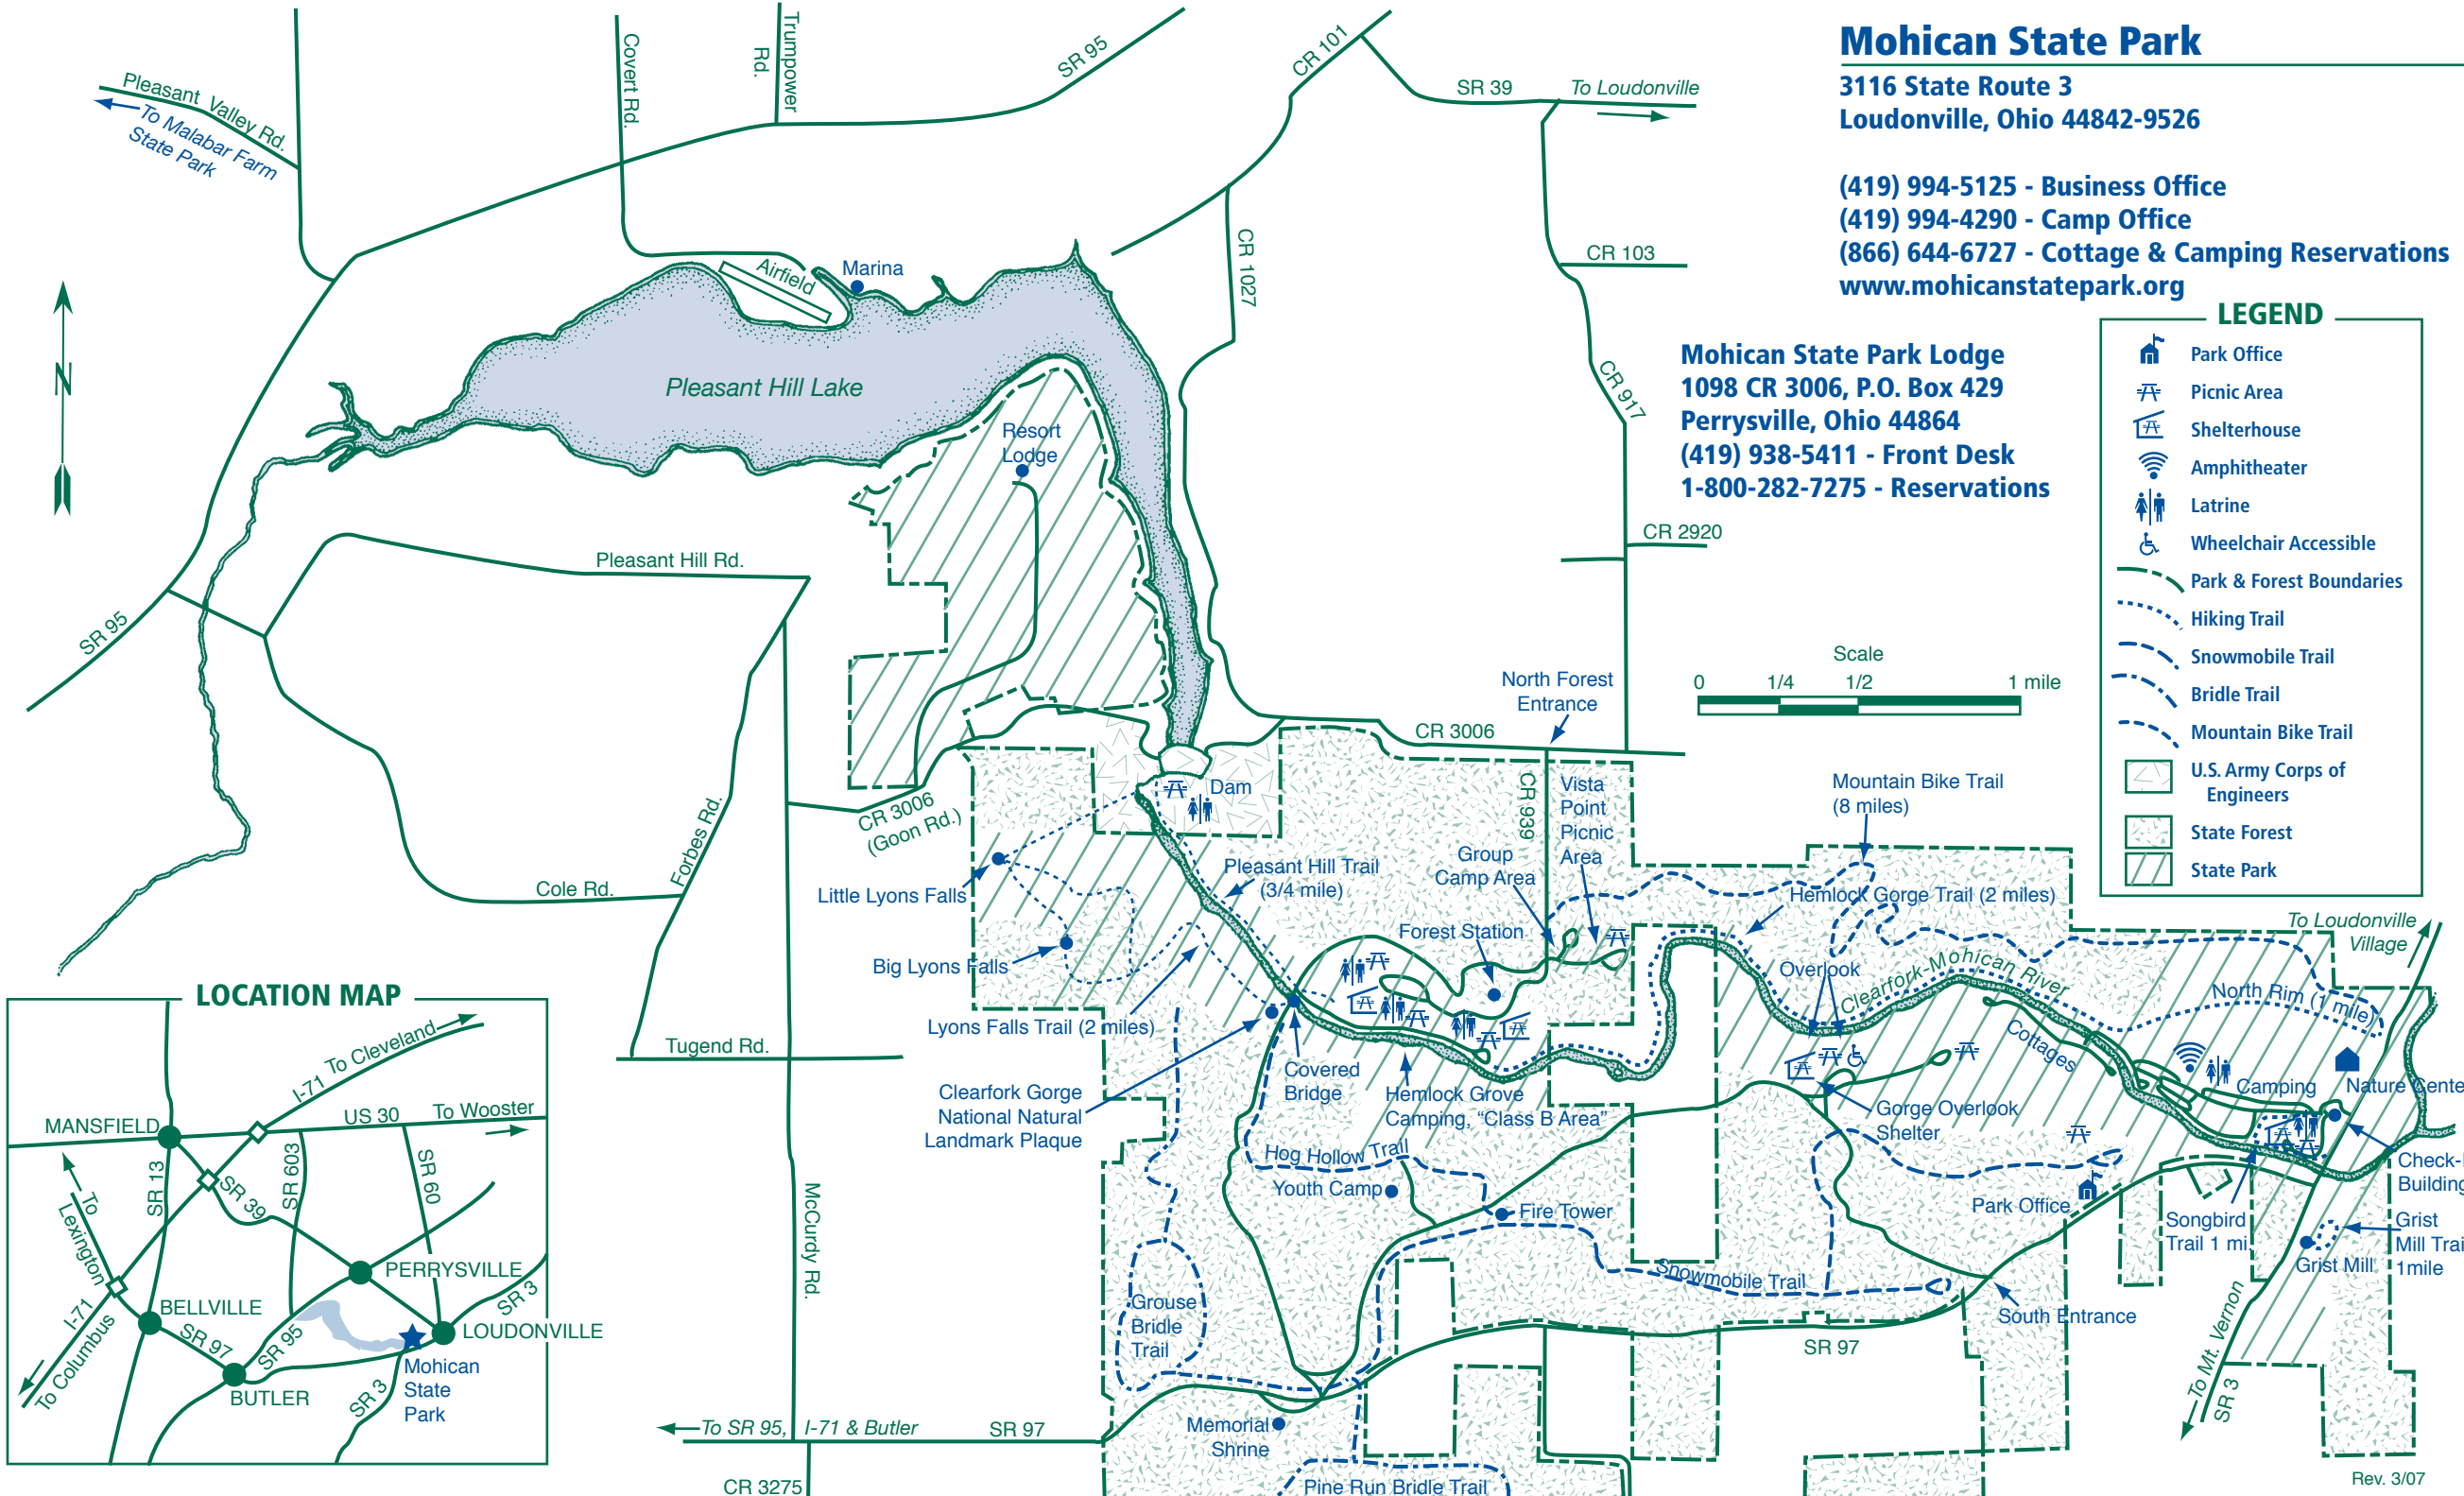 Mohican State Park
3116 State Route 3
Loudonville, Ohio 44842-9526
(419) 994-5125 - Business Office
(419) 994-4290 - Camp Office
(866) 644-6727 - Cottage & Camping Reservations
www.mohicanstatepark.org
Mohican State Park Lodge
1098 CR 3006, P.O. Box 429
Perrysville, Ohio 44864
(419) 938-5411 - Front Desk
1-800-282-7275 - Reservations
LEGEND
Park Office
Picnic Area
Shelterhouse
Amphitheater
Latrine
Wheelchair Accessible
Park & Forest Boundaries
Hiking Trail
Snowmobile Trail
Bridle Trail
Mountain Bike Trail
U.S. Army Corps of
Engineers
State Forest
State Park
Scale
0 1/4 1/2 1 mile
Pleasant Valley Rd.
To Malabar Farm
State Park
Covert Rd.
Trumpower
Rd.
SR 95
CR 101
SR 39
To Loudonville
CR 103
CR 1027
CR 917
CR 2920
Airfield
Marina
Pleasant Hill Lake
Resort
Lodge
N
Pleasant Hill Rd.
SR 95
North Forest
Entrance
CR 3006
CR 939
Dam
CR 3006
(Goon Rd.)
Forbes Rd.
Cole Rd.
Vista
Point
Picnic
Area
Mountain Bike Trail
(8 miles)
Group
Camp Area
Pleasant Hill Trail
(3/4 mile)
Little Lyons Falls
Hemlock Gorge Trail (2 miles)
To Loudonville
Village
Forest Station
Big Lyons Falls
Overlook
Clearfork-Mohican River
North Rim (1 mile)
Lyons Falls Trail (2 miles)
Tugend Rd.
Cottages
Covered
Bridge
Hemlock Grove
Camping, “Class B Area”
Clearfork Gorge
National Natural
Landmark Plaque
Camping
Nature Cente
Gorge Overlook
Shelter
Hog Hollow Trail
Youth Camp
Check-
Building
Park Office
Fire Tower
Songbird
Trail 1 mi.
Grist
Mill Trai
1mile
Grist Mill
McCurdy Rd.
Snowmobile Trail
Grouse
Bridle
Trail
South Entrance
SR 97
To Mt. Vernon
SR 3
To SR 95, I-71 & Butler
SR 97
Memorial
Shrine
CR 3275
Pine Run Bridle Trail
Rev. 3/07
LOCATION MAP
I-71 To Cleveland
US 30
To Wooster
MANSFIELD
SR 13
SR 39
SR 603
SR 60
To
Lexington
PERRYSVILLE
BELLVILLE
SR 3
LOUDONVILLE
I-71
To Columbus
SR 97
SR 95
Mohican
State
Park
BUTLER
SR 3